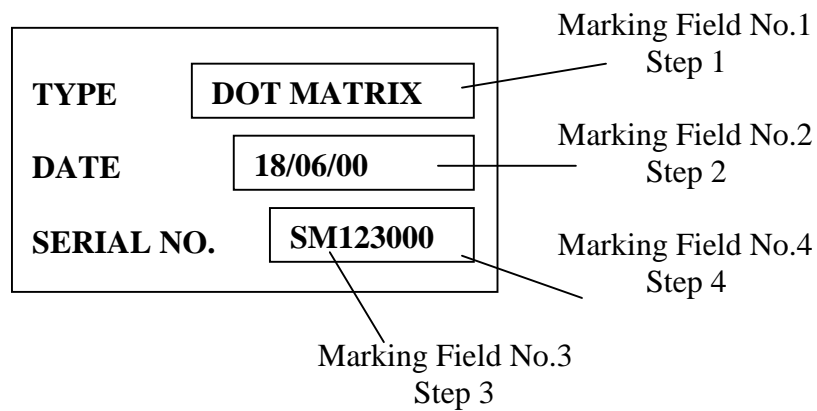 Marking Field No.1
Step 1
TYPE DOT MATRIX
Marking Field No.2
Step 2
DATE 18/06/00
SERIAL NO. SM123000
Marking Field No.4
Step 4
Marking Field No.3
Step 3